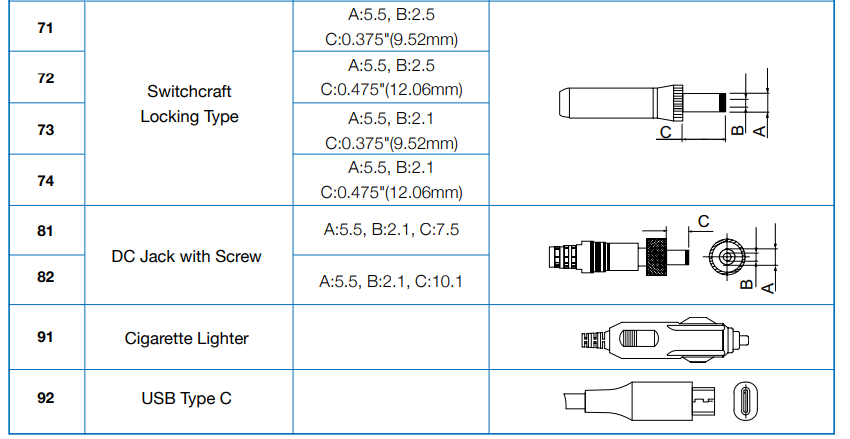 71
A:5.5, B:2.5
C:0.375"(9.52mm)
72
A:5.5, B:2.5
C:0.475"(12.06mm)
Switchcraft
Locking Type
73
A:5.5, B:2.1
C:0.375"(9.52mm)
74
A:5.5, B:2.1
C:0.475"(12.06mm)
C
B
A
81
A:5.5, B:2.1, C:7.5
DC Jack with Screw
82
A:5.5, B:2.1, C:10.1
C
B
A
91
Cigarette Lighter
92
USB Type C